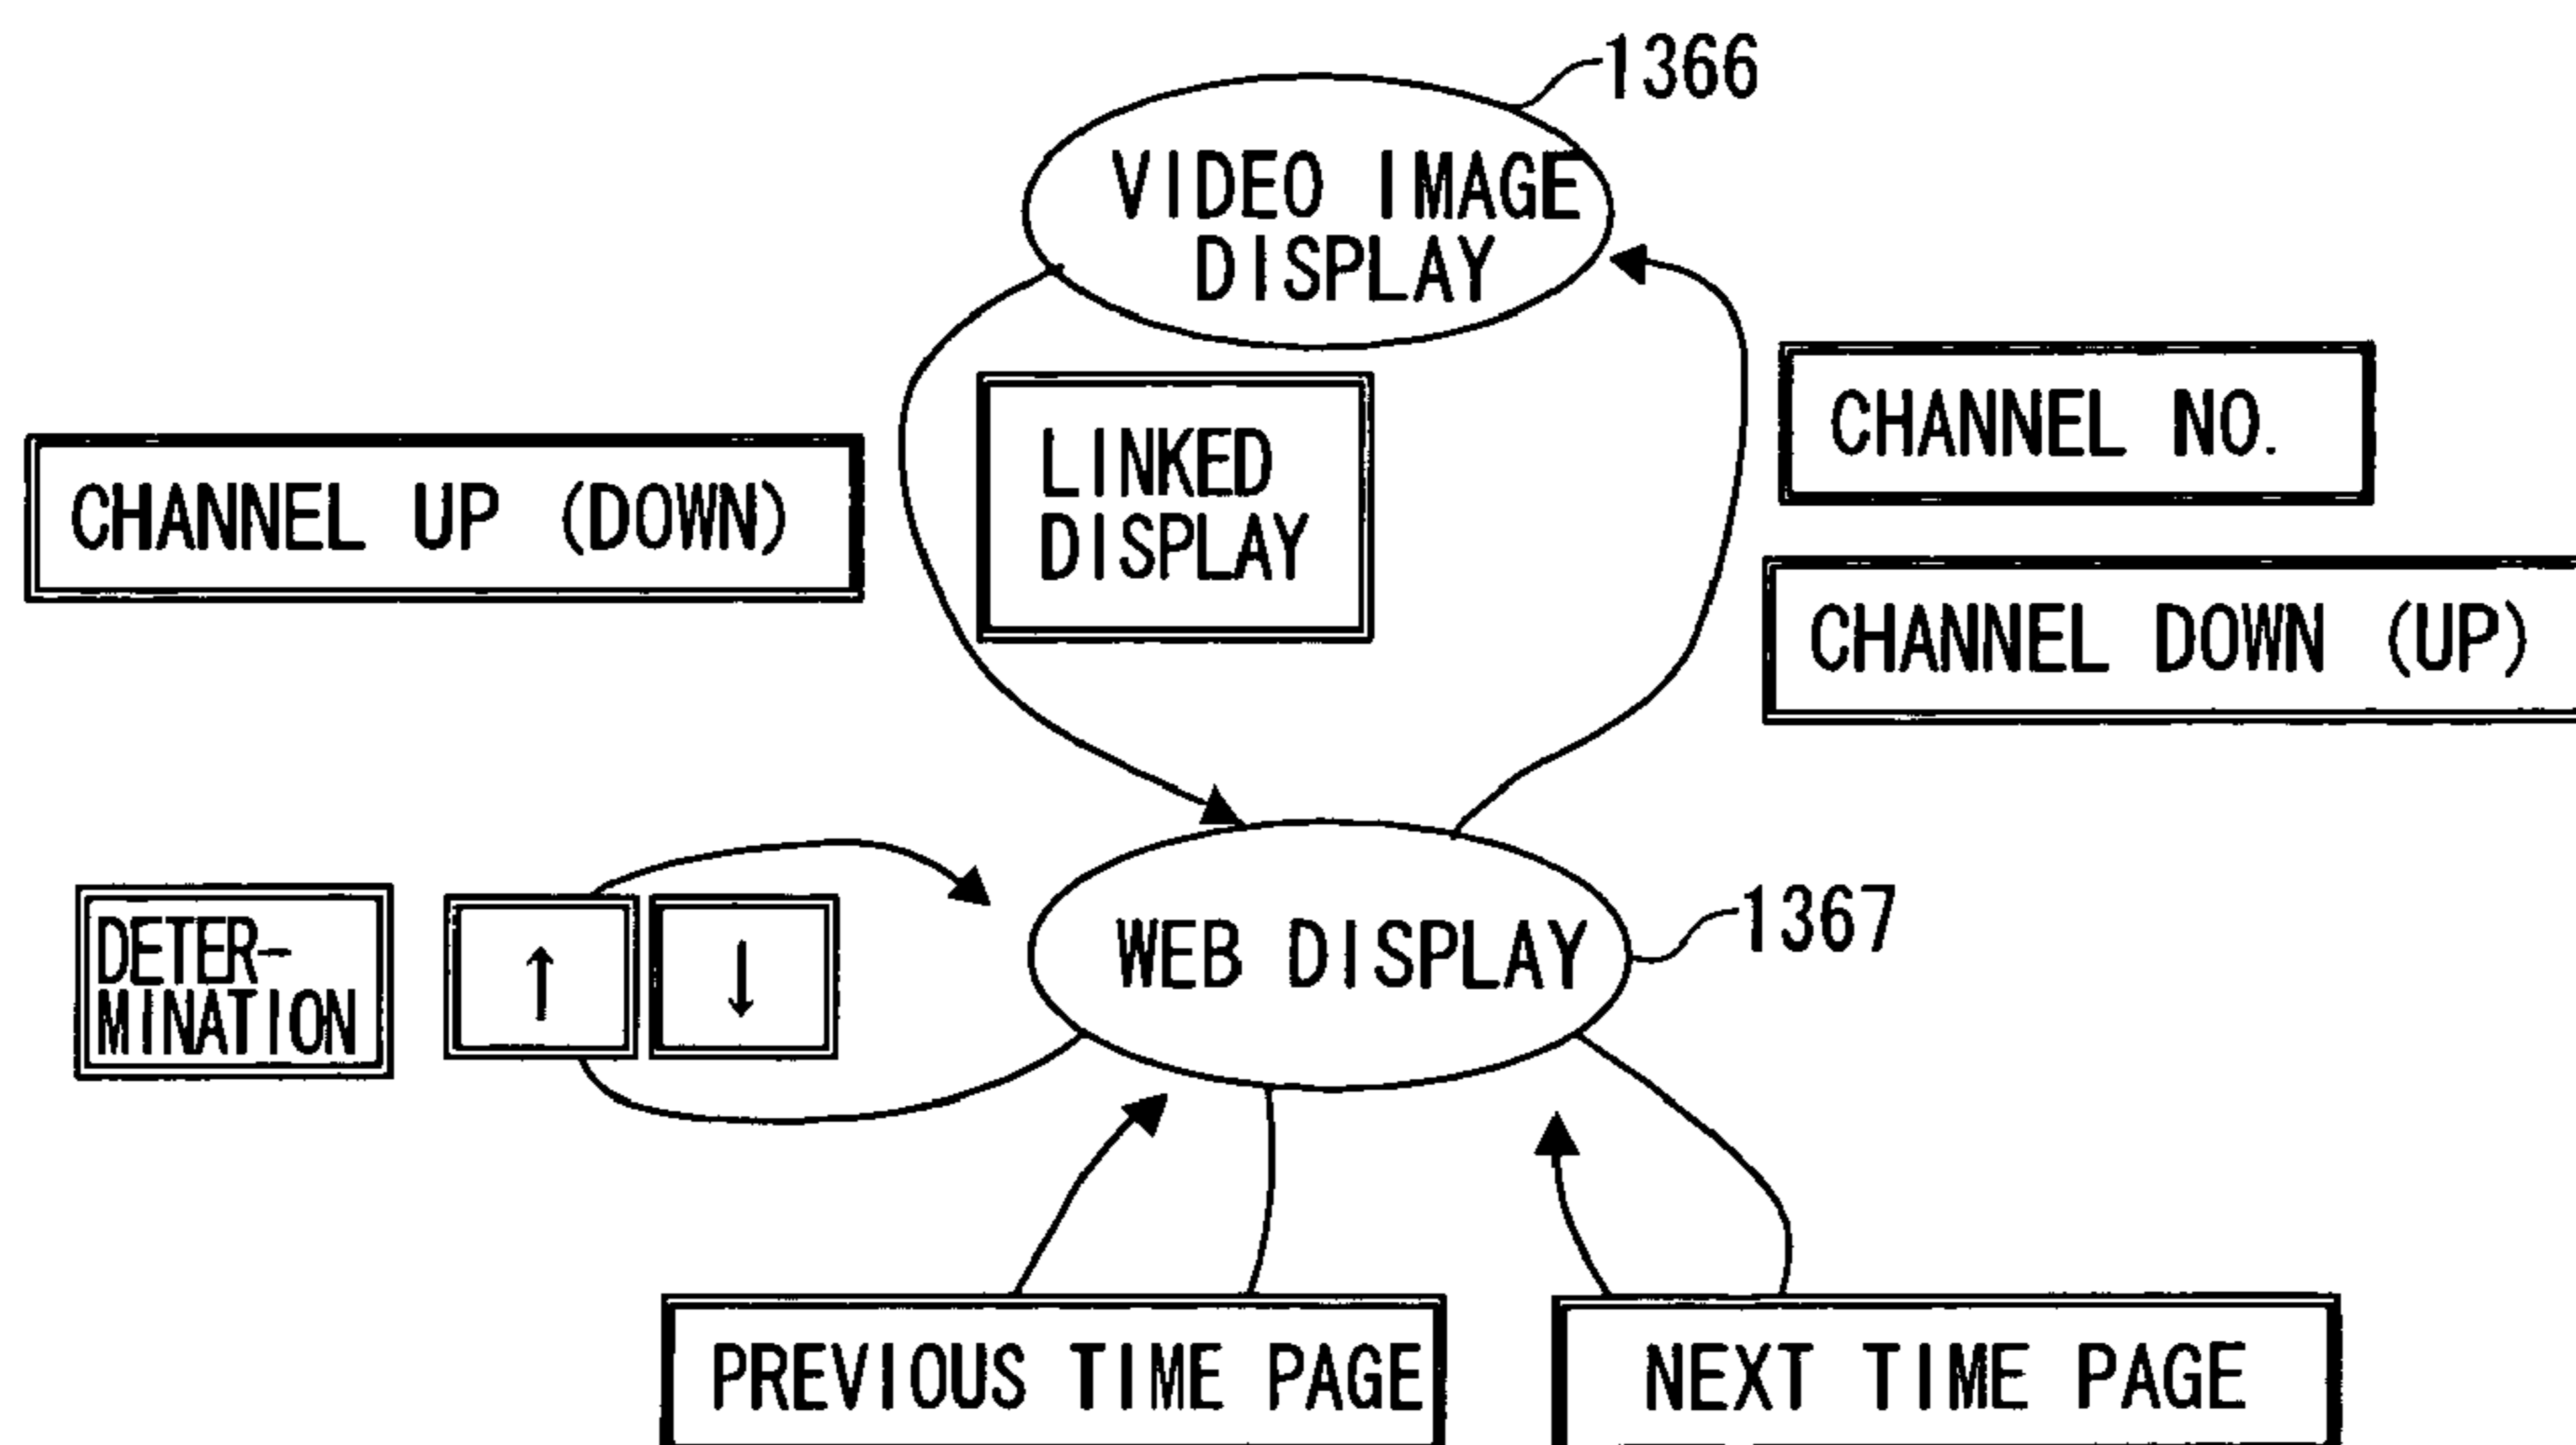 1366
VIDEO IMAGE
DISPLAY
CHANNEL UP (DOWN)
LINKED
DISPLAY
CHANNEL NO.
CHANNEL DOWN (UP)
DETER-
MINATION
↑ ↓
WEB DISPLAY
1367
PREVIOUS TIME PAGE
NEXT TIME PAGE